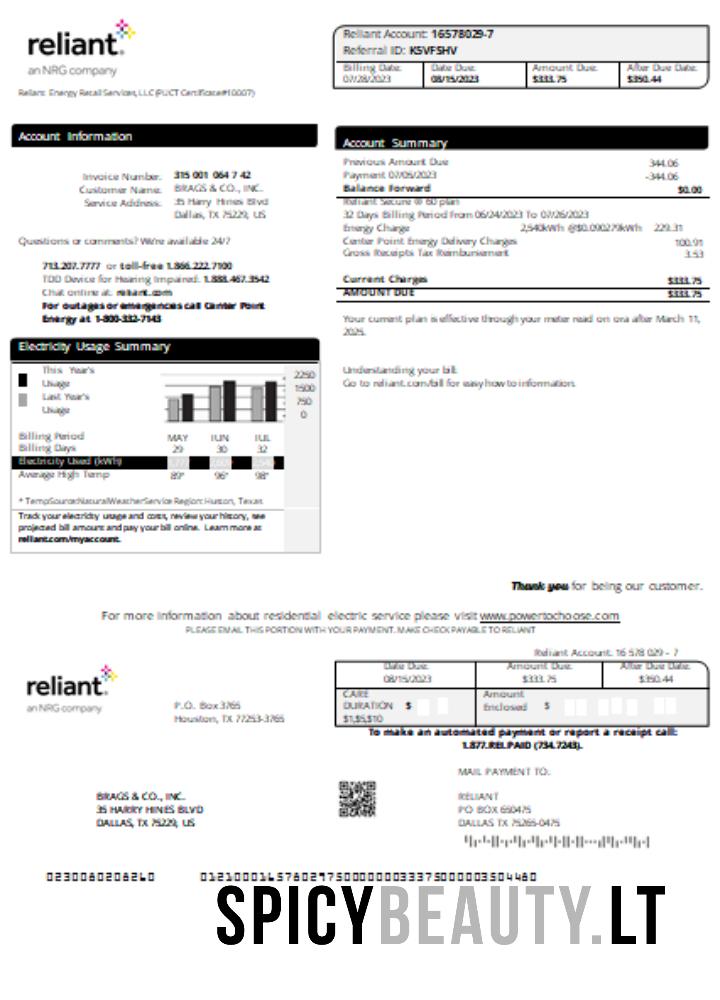 reliant.
an NRG company
Reliant Energy Retail Services, LLC (PUCT Certificate#10007)
Reliant Account: 16578029-7
Referral ID: K5VFSHV
Billing Date: Date Due: Amount Due: After Due Date:
07/28/2023 08/15/2023 $333.75 $350.44
Account Information
Invoice Number: 315 001 064 7 42
Customer Name: BRAGS & CO., INC.
Service Address: 35 Harry Hines Blvd
Dallas, TX 75229, US
Questions or comments? We're available 24/7
713.207.7777 or toll-free 1.866.222.7100
TDD Device for Hearing Impaired: 1.888.467.3542
Chat online at: reliant.com
For outages or emergences call Center Point
Energy at 1-800-332-7143
Account Summary
Previous Amount Due 344.06
Payment 07/05/2023 -344.06
Balance Forward $0.00
Reliant Secure @ 60 plan
32 Days Billing Period From 06/24/2023 To 07/26/2023
Energy Charge 2,540kWh @$0.090279kWh 229.31
Center Point Energy Delivery Charges 100.91
Gross Receipts Tax Reimbursement 3.53
Current Charges $333.75
AMOUNT DUE $333.75
Your current plan is effective through your meter read on ora after March 11,
2025.
Understanding your bill:
Go to reliant.com/bill for easy how to information.
Electricity Usage Summary
This Year's
Usage
Last Year's
Usage
2250
1500
750
0
Billing Period MAY IUN IUL
Billing Days 29 30 32
Electricity Used (kWh)
Average High Temp 89° 96° 98°
* TempSource:NaturalWeatherService Region: Huston, Texas
Track your electricity usage and costs, review your history, see
projected bill amount and pay your bill online. Learn more at
reliant.com/myaccount.
Thank you for being our customer.
For more information about residential electric service please visit www.powertochoose.com
PLEASE EMAIL THIS PORTION WITH YOUR PAYMENT. MAKE CHECK PAYABLE TO RELIANT
Reliant Account: 16 578 029 - 7
reliant.
an NRG company
P.O. Box 3765
Houston, TX 77253-3765
Date Due: Amount Due: After Due Date:
08/15/2023 $333.75 $350.44
CARE
DURATION $
$1,$5,$10
Amount
Enclosed $
To make an automated payment or report a receipt call:
1.877.REI.PAID (734.7243).
MAIL PAYMENT TO:
BRAGS & CO., INC.
35 HARRY HINES BLVD
DALLAS, TX 75229, US
RELIANT
PO BOX 650475
DALLAS TX 75265-0475
SPICYBEAUTY.LT